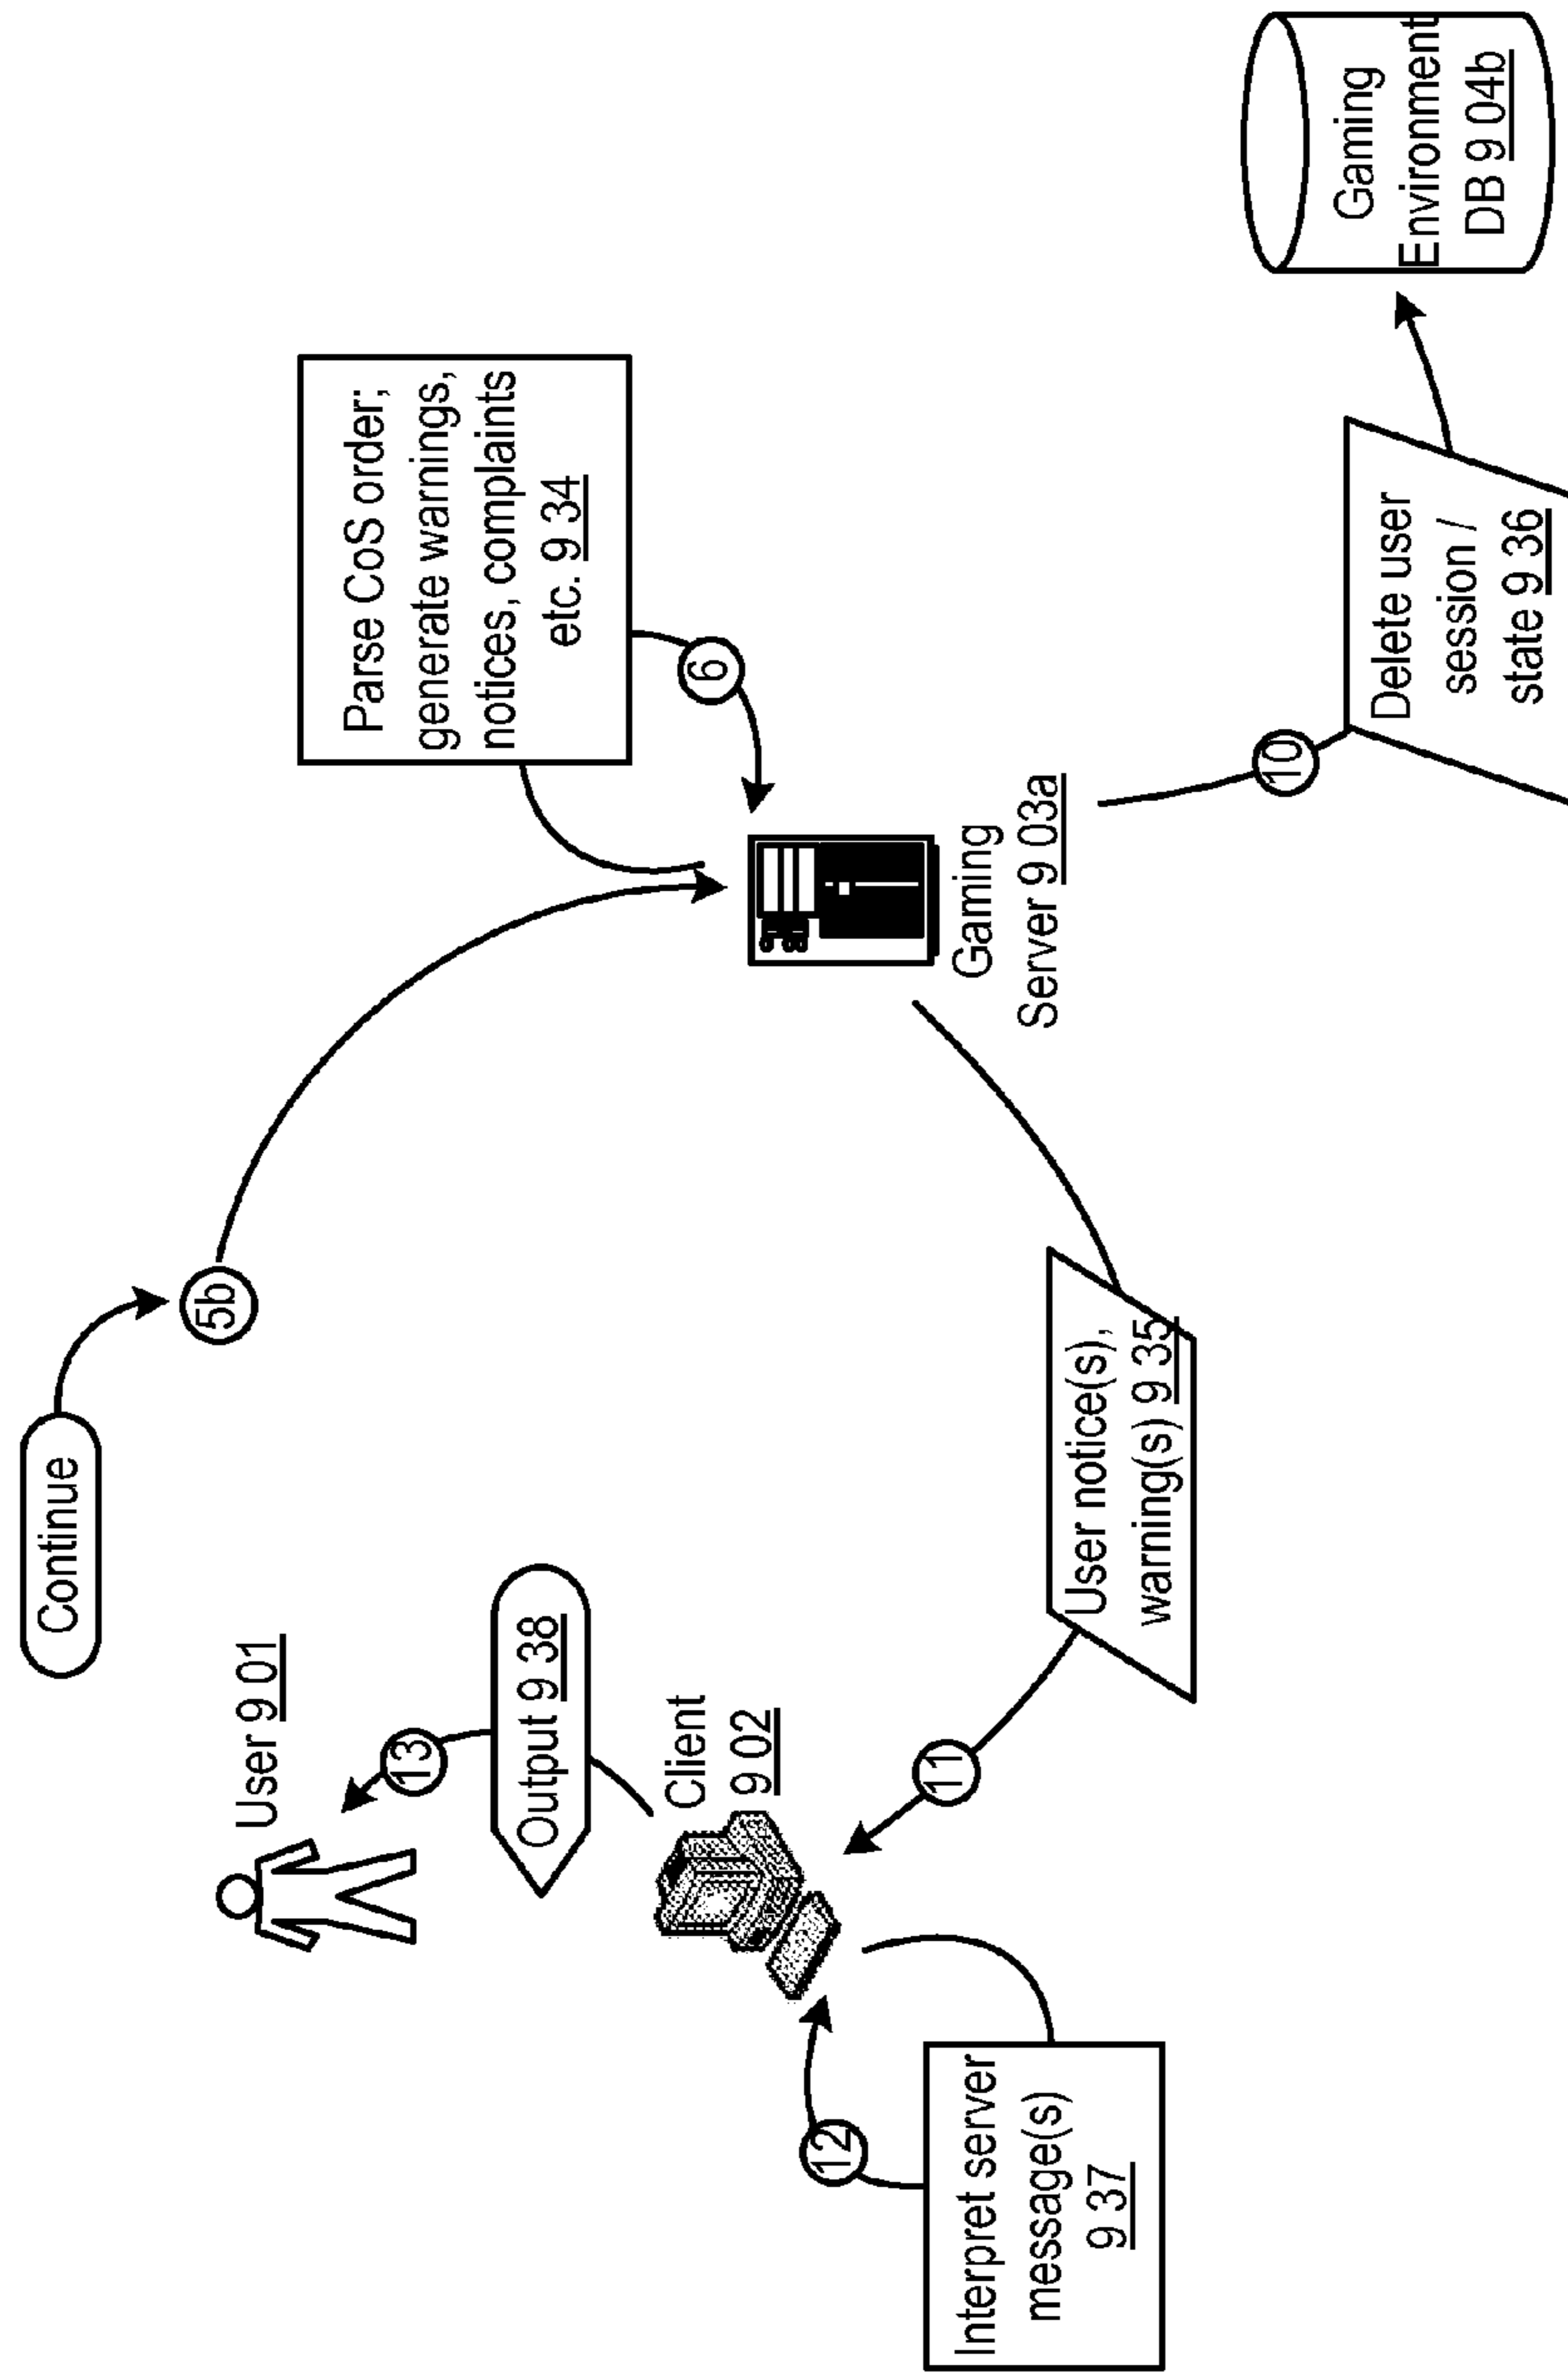 Continue
5b
User 9 01
13
Output 9 38
Client
9 02
Parse CoS order;
generate warnings,
notices, complaints
etc. 9 34
6
Gaming
Server 9 03a
11
User notice(s),
warning(s) 9 35
12
Interpret server
message(s)
9 37
10
Delete user
session /
state 9 36
Gaming
Environment
DB 9 04b